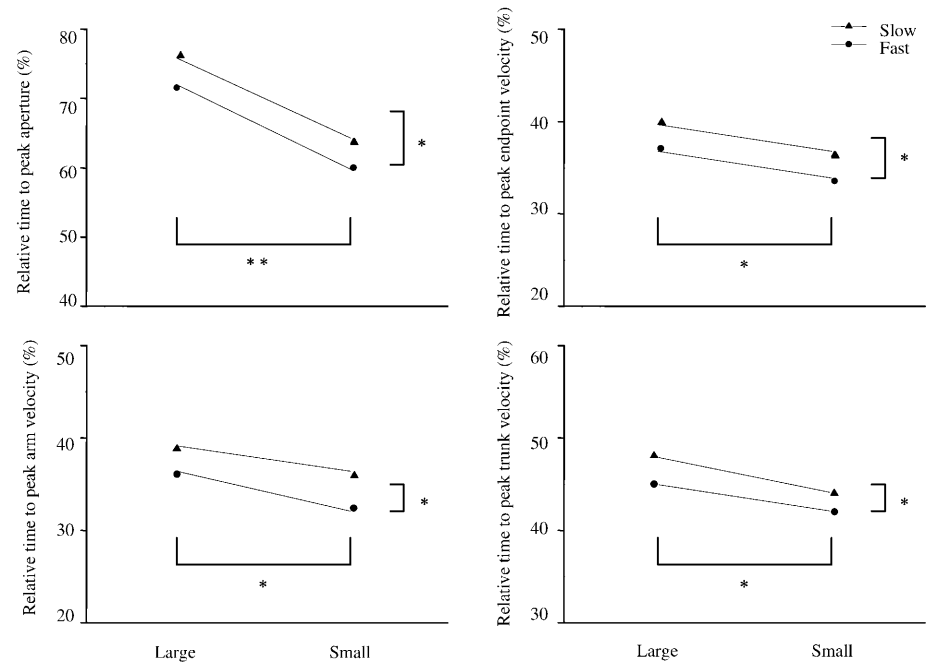 Relative time to peak aperture (%)
80
70
60
50
40
* *
*
Relative time to peak endpoint velocity (%)
50
40
30
20
*
*
Slow
Fast
Relative time to peak arm velocity (%)
50
40
30
20
*
*
Large
Small
Relative time to peak trunk velocity (%)
60
50
40
30
*
*
Large
Small